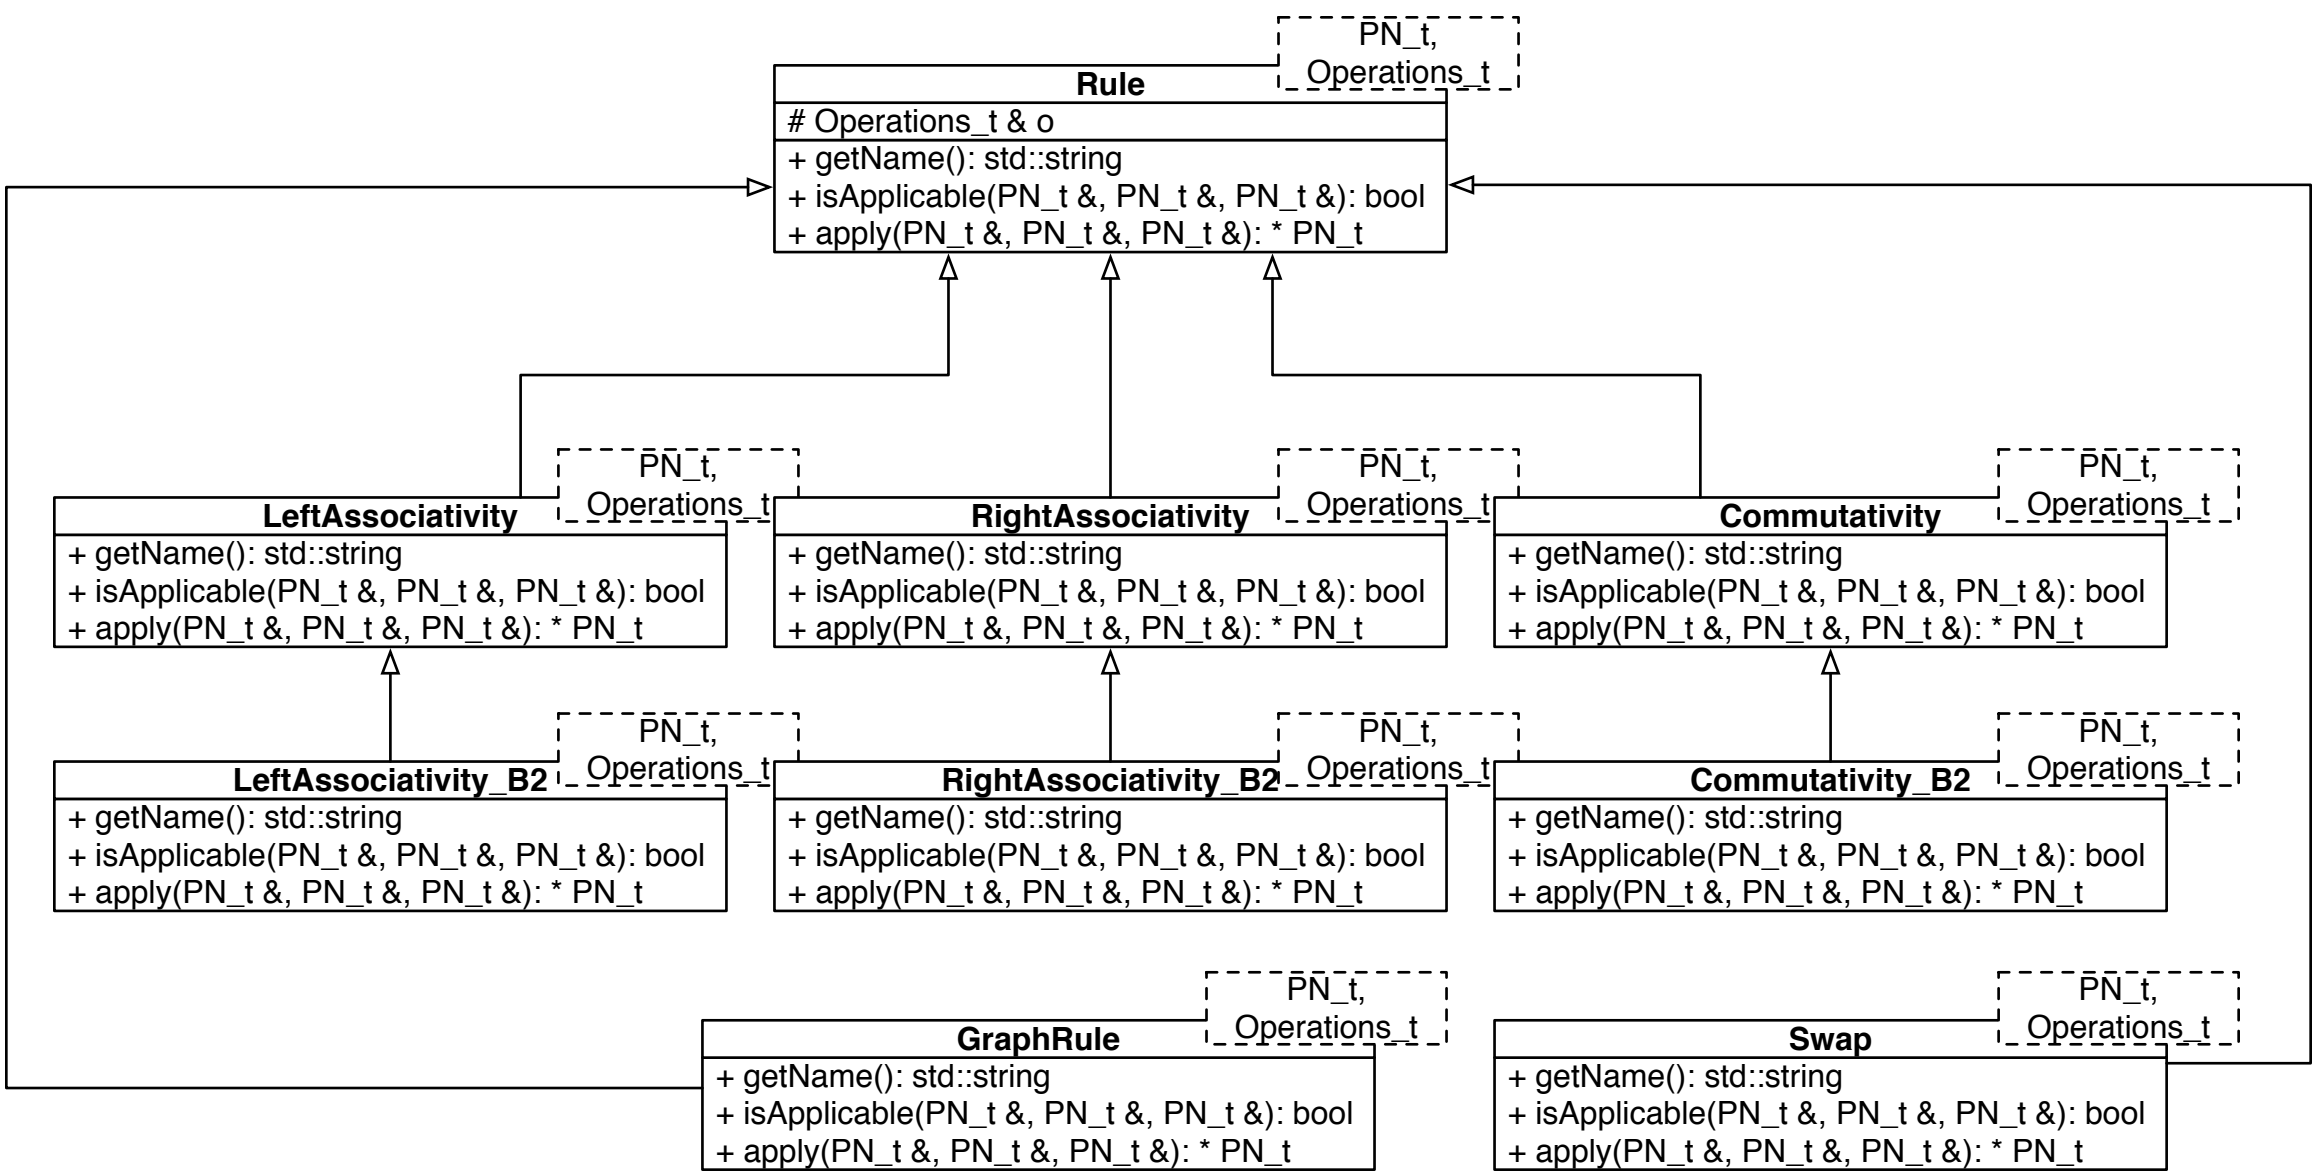 PN_t,
Operations_t
Rule
# Operations_t & o
+ getName(): std::string
+ isApplicable(PN_t &, PN_t &, PN_t &): bool
+ apply(PN_t &, PN_t &, PN_t &): * PN_t
PN_t,
Operations_t
LeftAssociativity
+ getName(): std::string
+ isApplicable(PN_t &, PN_t &, PN_t &): bool
+ apply(PN_t &, PN_t &, PN_t &): * PN_t
PN_t,
Operations_t
RightAssociativity
+ getName(): std::string
+ isApplicable(PN_t &, PN_t &, PN_t &): bool
+ apply(PN_t &, PN_t &, PN_t &): * PN_t
PN_t,
Operations_t
Commutativity
+ getName(): std::string
+ isApplicable(PN_t &, PN_t &, PN_t &): bool
+ apply(PN_t &, PN_t &, PN_t &): * PN_t
PN_t,
Operations_t
LeftAssociativity_B2
+ getName(): std::string
+ isApplicable(PN_t &, PN_t &, PN_t &): bool
+ apply(PN_t &, PN_t &, PN_t &): * PN_t
PN_t,
Operations_t
RightAssociativity_B2
+ getName(): std::string
+ isApplicable(PN_t &, PN_t &, PN_t &): bool
+ apply(PN_t &, PN_t &, PN_t &): * PN_t
PN_t,
Operations_t
Commutativity_B2
+ getName(): std::string
+ isApplicable(PN_t &, PN_t &, PN_t &): bool
+ apply(PN_t &, PN_t &, PN_t &): * PN_t
PN_t,
Operations_t
GraphRule
+ getName(): std::string
+ isApplicable(PN_t &, PN_t &, PN_t &): bool
+ apply(PN_t &, PN_t &, PN_t &): * PN_t
PN_t,
Operations_t
Swap
+ getName(): std::string
+ isApplicable(PN_t &, PN_t &, PN_t &): bool
+ apply(PN_t &, PN_t &, PN_t &): * PN_t